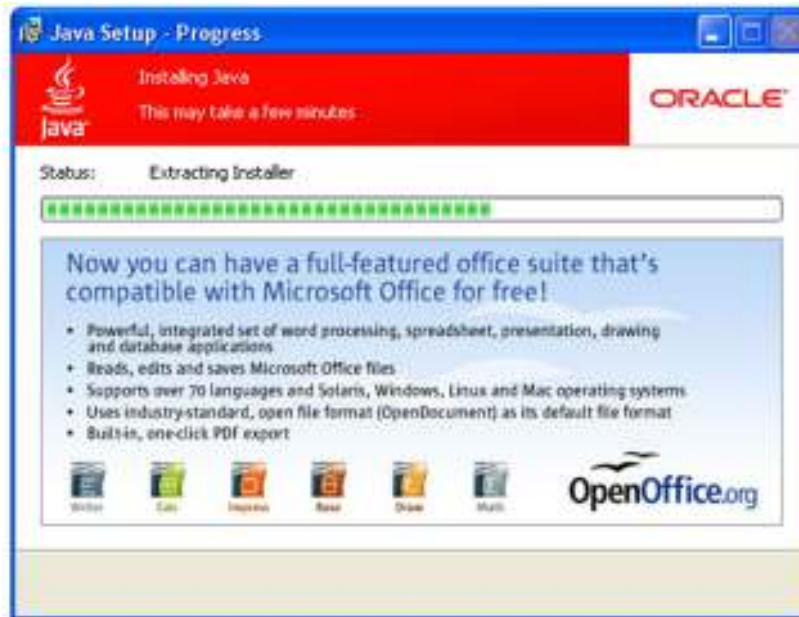 Java Setup - Progress
Installing Java
This may take a few minutes
Java
ORACLE
Status: Extracting Installer
Now you can have a full-featured office suite that's
compatible with Microsoft Office for free!
• Powerful, integrated set of word processing, spreadsheet, presentation, drawing
and database applications
• Reads, edits and saves Microsoft Office files
• Supports over 70 languages and Solaris, Windows, Linux and Mac operating systems
• Uses industry-standard, open file format (OpenDocument) as its default file format
• Built-in, one-click PDF export
Writer Calc Impress Base Draw Math
OpenOffice.org